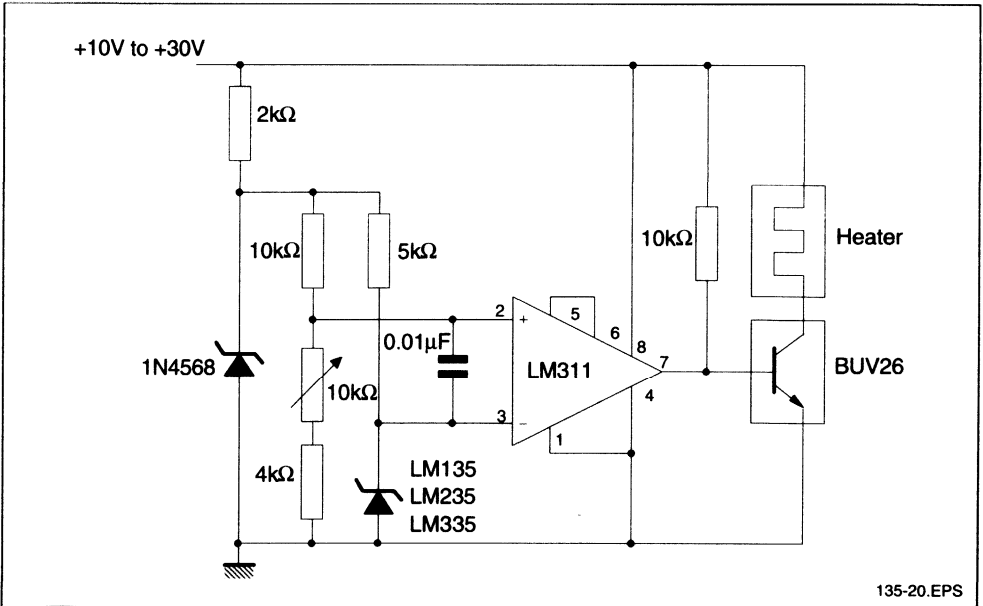 +10V to +30V
2kΩ
10kΩ
5kΩ
10kΩ
Heater
2
+
5
6
8
0.01µF
1N4568
LM311
7
BUV26
10kΩ
4
3
−
1
4kΩ
LM135
LM235
LM335
135-20.EPS